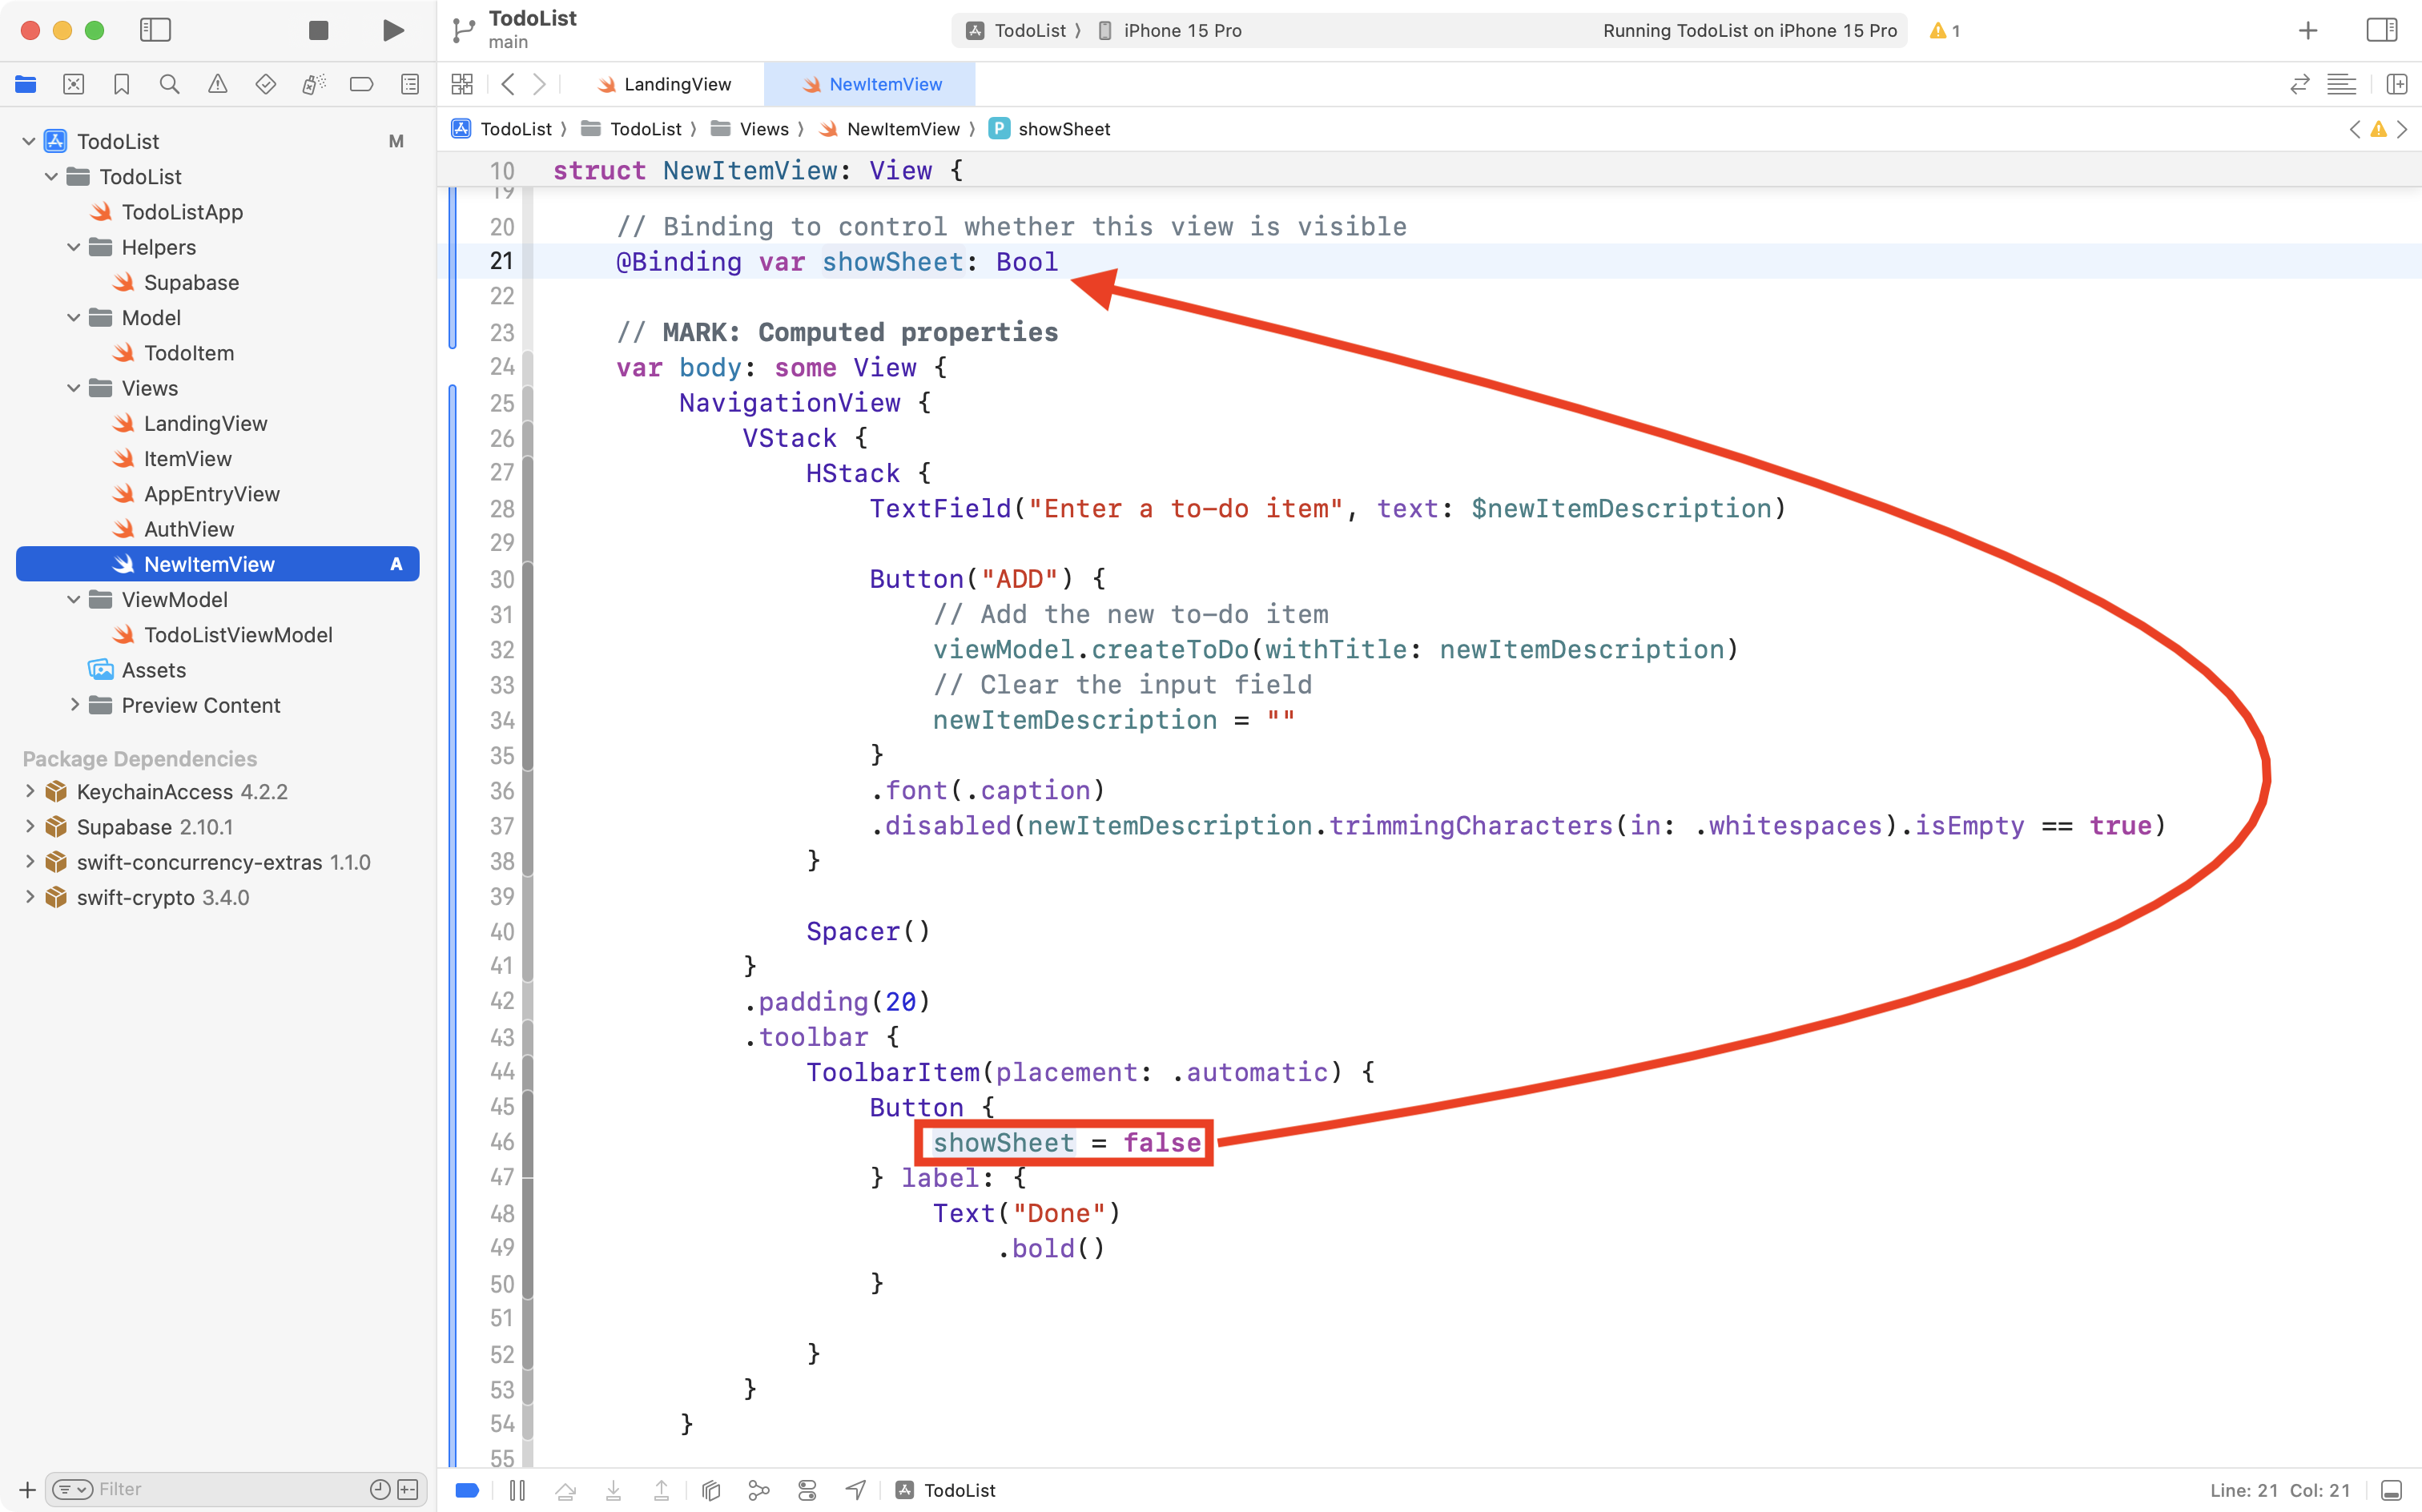 TodoList
main
TodoList ⟩ iPhone 15 Pro
Running TodoList on iPhone 15 Pro
1
LandingView
NewItemView
TodoList ⟩ TodoList ⟩ Views ⟩ NewItemView ⟩ P showSheet
TodoList M
TodoList
TodoListApp
Helpers
Supabase
Model
TodoItem
Views
LandingView
ItemView
AppEntryView
AuthView
NewItemView A
ViewModel
TodoListViewModel
Assets
Preview Content
Package Dependencies
KeychainAccess 4.2.2
Supabase 2.10.1
swift-concurrency-extras 1.1.0
swift-crypto 3.4.0
Filter
10 struct NewItemView: View {
19
20 // Binding to control whether this view is visible
21 @Binding var showSheet: Bool
22
23 // MARK: Computed properties
24 var body: some View {
25 NavigationView {
26 VStack {
27 HStack {
28 TextField("Enter a to-do item", text: $newItemDescription)
29
30 Button("ADD") {
31 // Add the new to-do item
32 viewModel.createToDo(withTitle: newItemDescription)
33 // Clear the input field
34 newItemDescription = ""
35 }
36 .font(.caption)
37 .disabled(newItemDescription.trimmingCharacters(in: .whitespaces).isEmpty == true)
38 }
39
40 Spacer()
41 }
42 .padding(20)
43 .toolbar {
44 ToolbarItem(placement: .automatic) {
45 Button {
46 showSheet = false
47 } label: {
48 Text("Done")
49 .bold()
50 }
51
52 }
53 }
54 }
55
TodoList
Line: 21 Col: 21